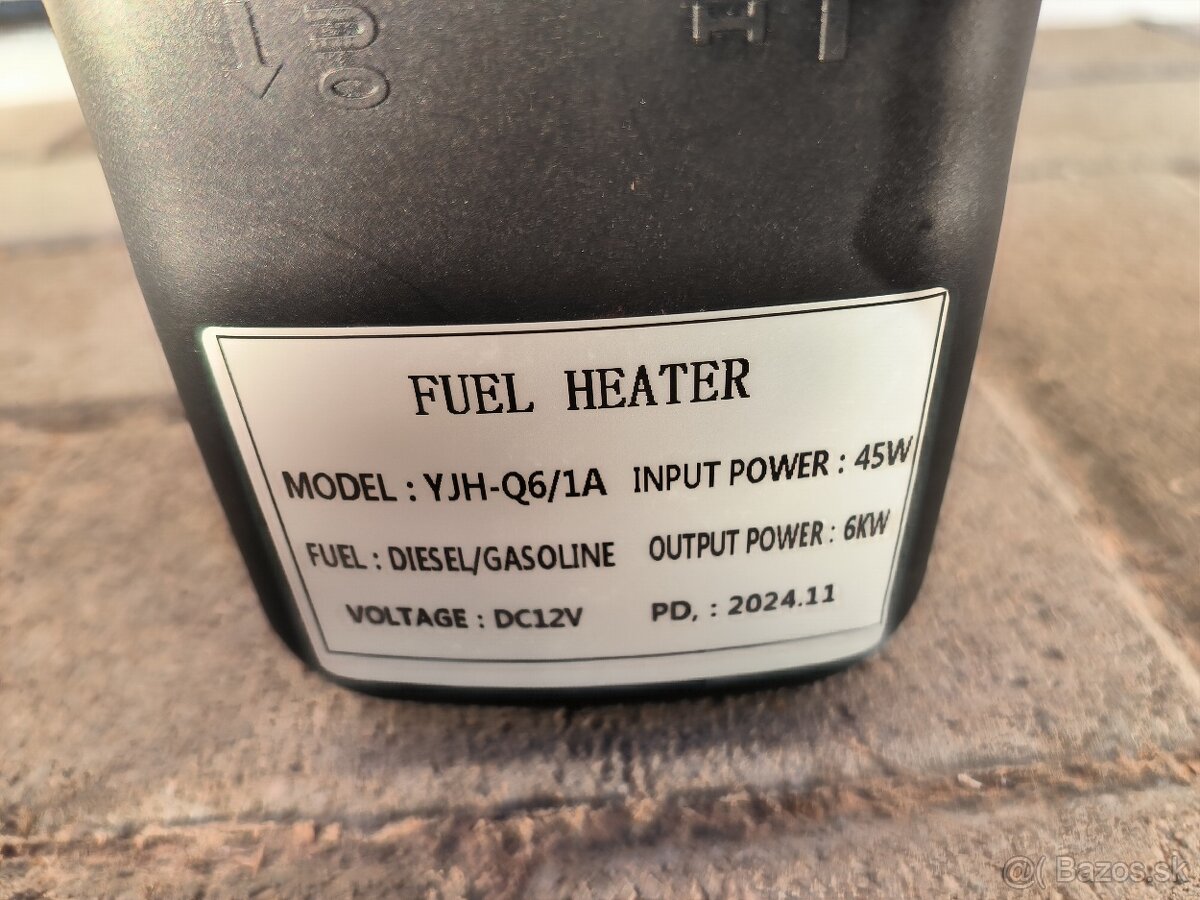 OU
FUEL HEATER
MODEL : YJH-Q6/1A INPUT POWER : 45W
FUEL : DIESEL/GASOLINE OUTPUT POWER : 6KW
VOLTAGE : DC12V PD, : 2024.11
@( Bazos.sk